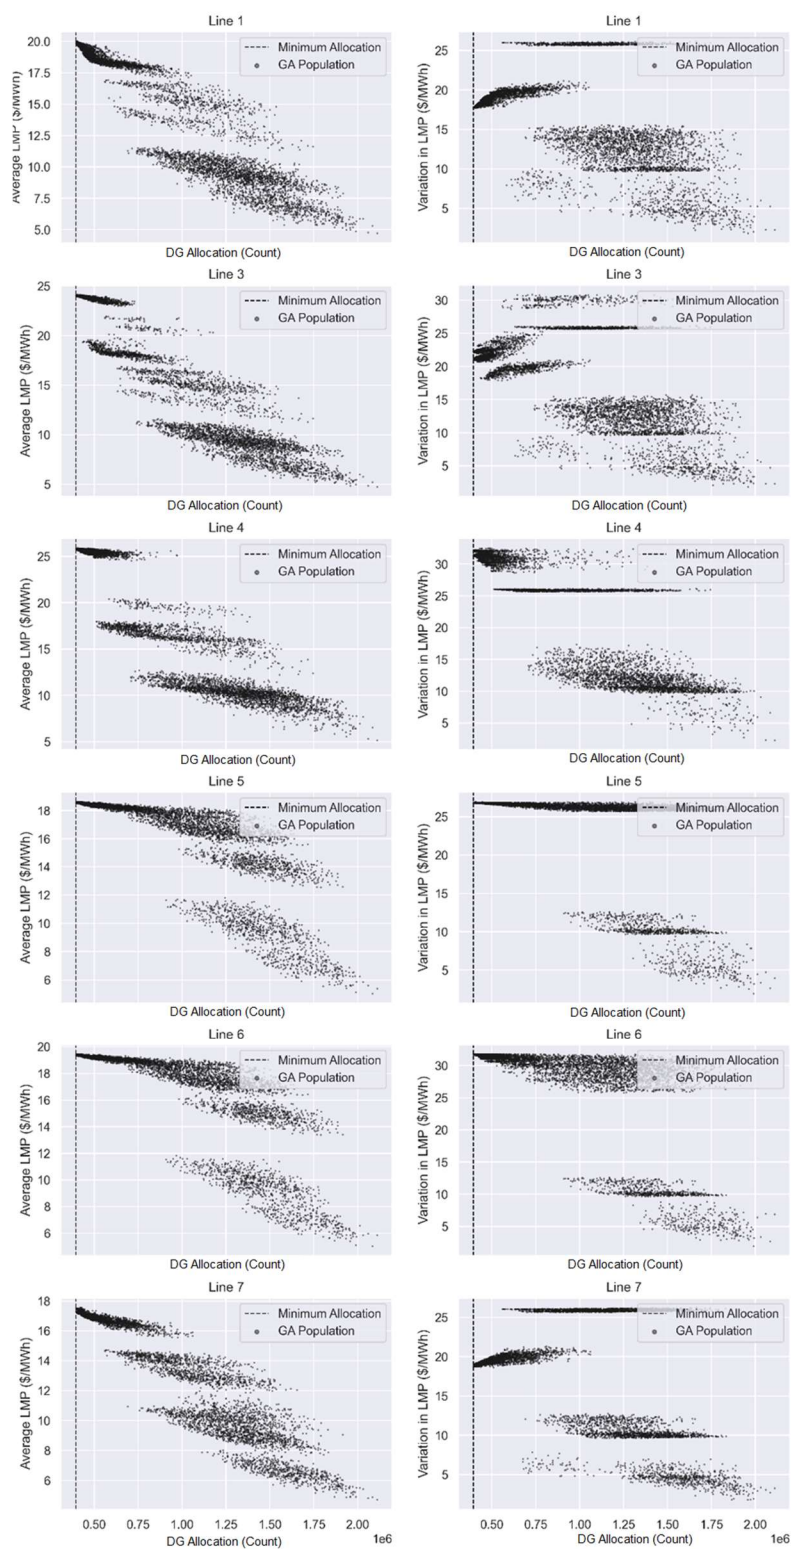 Line 1
Line 1
20.0
17.5
15.0
12.5
10.0
7.5
5.0
Average LMP ($/MWh)
Minimum Allocation
GA Population
DG Allocation (Count)
25
20
15
10
5
Variation in LMP ($/MWh)
Minimum Allocation
GA Population
DG Allocation (Count)
Line 3
Line 3
25
20
15
10
5
Average LMP ($/MWh)
Minimum Allocation
GA Population
DG Allocation (Count)
30
25
20
15
10
5
Variation in LMP ($/MWh)
Minimum Allocation
GA Population
DG Allocation (Count)
Line 4
Line 4
25
20
15
10
5
Average LMP ($/MWh)
Minimum Allocation
GA Population
DG Allocation (Count)
30
25
20
15
10
5
Variation in LMP ($/MWh)
Minimum Allocation
GA Population
DG Allocation (Count)
Line 5
Line 5
18
16
14
12
10
8
6
Average LMP ($/MWh)
Minimum Allocation
GA Population
DG Allocation (Count)
25
20
15
10
5
Variation in LMP ($/MWh)
Minimum Allocation
GA Population
DG Allocation (Count)
Line 6
Line 6
20
18
16
14
12
10
8
6
Average LMP ($/MWh)
Minimum Allocation
GA Population
DG Allocation (Count)
30
25
20
15
10
5
Variation in LMP ($/MWh)
Minimum Allocation
GA Population
DG Allocation (Count)
Line 7
Line 7
18
16
14
12
10
8
6
Average LMP ($/MWh)
Minimum Allocation
GA Population
0.50 0.75 1.00 1.25 1.50 1.75 2.00
1e6
DG Allocation (Count)
25
20
15
10
5
Variation in LMP ($/MWh)
Minimum Allocation
GA Population
0.50 0.75 1.00 1.25 1.50 1.75 2.00
1e6
DG Allocation (Count)